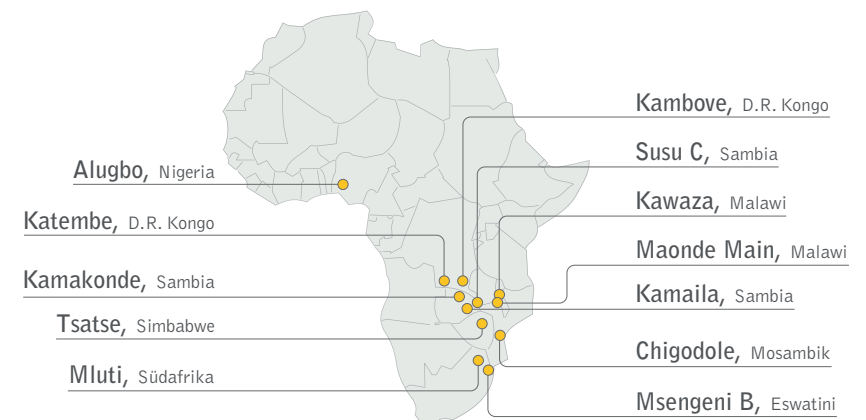 Alugbo, Nigeria
Katembe, D.R. Kongo
Kamakonde, Sambia
Tsatse, Simbabwe
Mluti, Südafrika
Kambove, D.R. Kongo
Susu C, Sambia
Kawaza, Malawi
Maonde Main, Malawi
Kamaila, Sambia
Chigodole, Mosambik
Msengeni B, Eswatini